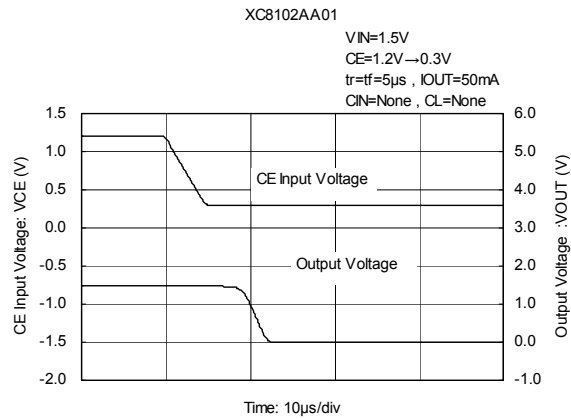 XC8102AA01
VIN=1.5V
CE=1.2V→0.3V
tr=tf=5μs , IOUT=50mA
CIN=None , CL=None
CE Input Voltage: VCE (V)
1.5
1.0
0.5
0.0
-0.5
-1.0
-1.5
-2.0
CE Input Voltage
Output Voltage
6.0
5.0
4.0
3.0
2.0
1.0
0.0
-1.0
Output Voltage :VOUT (V)
Time: 10μs/div